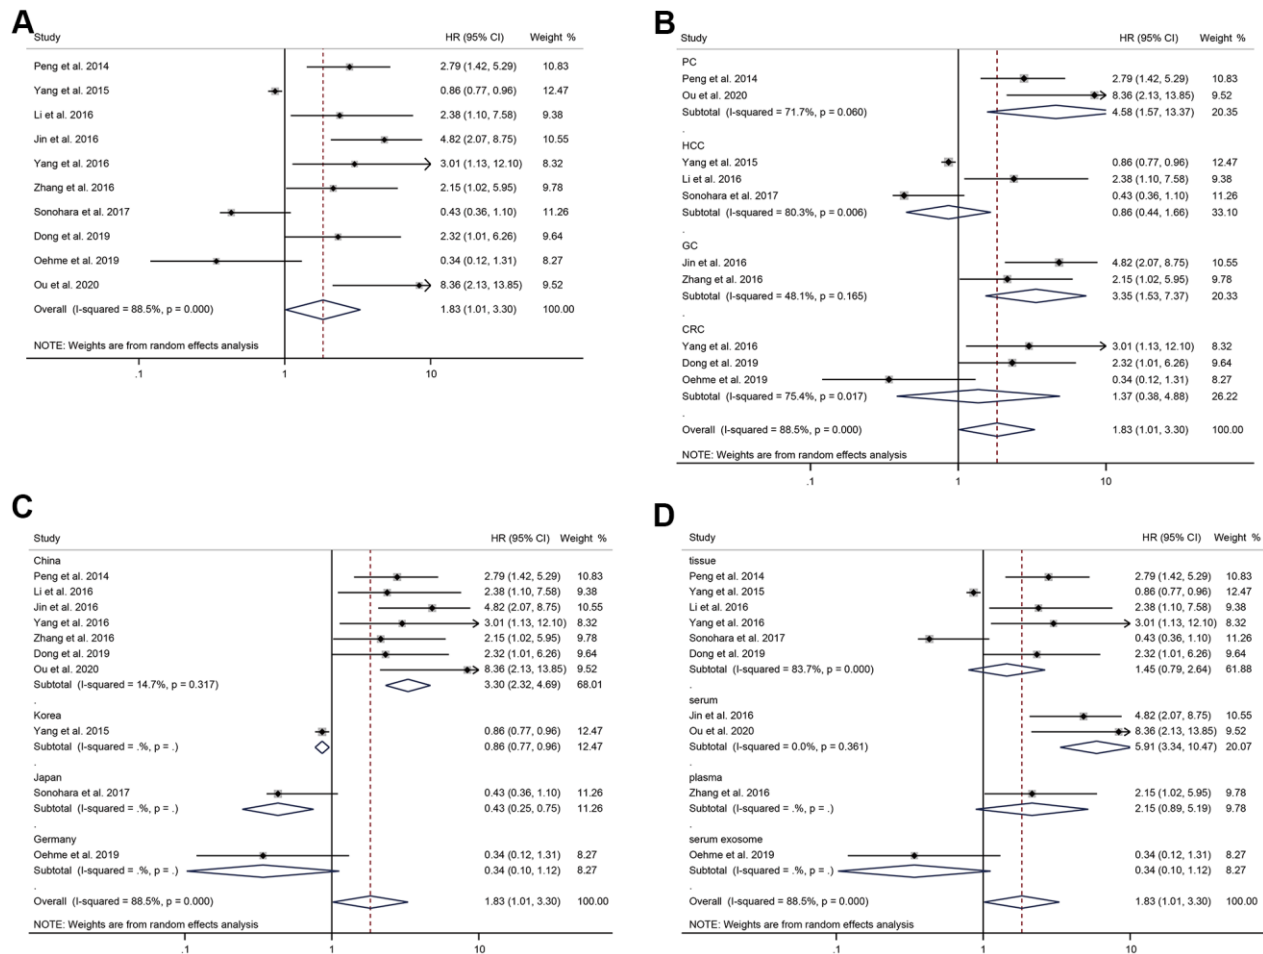 A
Study HR (95% CI) Weight %
Peng et al. 2014 2.79 (1.42, 5.29) 10.83
Yang et al. 2015 0.86 (0.77, 0.96) 12.47
Li et al. 2016 2.38 (1.10, 7.58) 9.38
Jin et al. 2016 4.82 (2.07, 8.75) 10.55
Yang et al. 2016 3.01 (1.13, 12.10) 8.32
Zhang et al. 2016 2.15 (1.02, 5.95) 9.78
Sonohara et al. 2017 0.43 (0.36, 1.10) 11.26
Dong et al. 2019 2.32 (1.01, 6.26) 9.64
Oehme et al. 2019 0.34 (0.12, 1.31) 8.27
Ou et al. 2020 8.36 (2.13, 13.85) 9.52
Overall (I-squared = 88.5%, p = 0.000) 1.83 (1.01, 3.30) 100.00
NOTE: Weights are from random effects analysis
.1 1 10
B
Study HR (95% CI) Weight %
PC
Peng et al. 2014 2.79 (1.42, 5.29) 10.83
Ou et al. 2020 8.36 (2.13, 13.85) 9.52
Subtotal (I-squared = 71.7%, p = 0.060) 4.58 (1.57, 13.37) 20.35
.
HCC
Yang et al. 2015 0.86 (0.77, 0.96) 12.47
Li et al. 2016 2.38 (1.10, 7.58) 9.38
Sonohara et al. 2017 0.43 (0.36, 1.10) 11.26
Subtotal (I-squared = 80.3%, p = 0.006) 0.86 (0.44, 1.66) 33.10
.
GC
Jin et al. 2016 4.82 (2.07, 8.75) 10.55
Zhang et al. 2016 2.15 (1.02, 5.95) 9.78
Subtotal (I-squared = 48.1%, p = 0.165) 3.35 (1.53, 7.37) 20.33
.
CRC
Yang et al. 2016 3.01 (1.13, 12.10) 8.32
Dong et al. 2019 2.32 (1.01, 6.26) 9.64
Oehme et al. 2019 0.34 (0.12, 1.31) 8.27
Subtotal (I-squared = 75.4%, p = 0.017) 1.37 (0.38, 4.88) 26.22
.
Overall (I-squared = 88.5%, p = 0.000) 1.83 (1.01, 3.30) 100.00
NOTE: Weights are from random effects analysis
.1 1 10
C
Study HR (95% CI) Weight %
China
Peng et al. 2014 2.79 (1.42, 5.29) 10.83
Li et al. 2016 2.38 (1.10, 7.58) 9.38
Jin et al. 2016 4.82 (2.07, 8.75) 10.55
Yang et al. 2016 3.01 (1.13, 12.10) 8.32
Zhang et al. 2016 2.15 (1.02, 5.95) 9.78
Dong et al. 2019 2.32 (1.01, 6.26) 9.64
Ou et al. 2020 8.36 (2.13, 13.85) 9.52
Subtotal (I-squared = 14.7%, p = 0.317) 3.30 (2.32, 4.69) 68.01
.
Korea
Yang et al. 2015 0.86 (0.77, 0.96) 12.47
Subtotal (I-squared = .%, p = .) 0.86 (0.77, 0.96) 12.47
.
Japan
Sonohara et al. 2017 0.43 (0.36, 1.10) 11.26
Subtotal (I-squared = .%, p = .) 0.43 (0.25, 0.75) 11.26
.
Germany
Oehme et al. 2019 0.34 (0.12, 1.31) 8.27
Subtotal (I-squared = .%, p = .) 0.34 (0.10, 1.12) 8.27
.
Overall (I-squared = 88.5%, p = 0.000) 1.83 (1.01, 3.30) 100.00
NOTE: Weights are from random effects analysis
.1 1 10
D
Study HR (95% CI) Weight %
tissue
Peng et al. 2014 2.79 (1.42, 5.29) 10.83
Yang et al. 2015 0.86 (0.77, 0.96) 12.47
Li et al. 2016 2.38 (1.10, 7.58) 9.38
Yang et al. 2016 3.01 (1.13, 12.10) 8.32
Sonohara et al. 2017 0.43 (0.36, 1.10) 11.26
Dong et al. 2019 2.32 (1.01, 6.26) 9.64
Subtotal (I-squared = 83.7%, p = 0.000) 1.45 (0.79, 2.64) 61.88
.
serum
Jin et al. 2016 4.82 (2.07, 8.75) 10.55
Ou et al. 2020 8.36 (2.13, 13.85) 9.52
Subtotal (I-squared = 0.0%, p = 0.361) 5.91 (3.34, 10.47) 20.07
.
plasma
Zhang et al. 2016 2.15 (1.02, 5.95) 9.78
Subtotal (I-squared = .%, p = .) 2.15 (0.89, 5.19) 9.78
.
serum exosome
Oehme et al. 2019 0.34 (0.12, 1.31) 8.27
Subtotal (I-squared = .%, p = .) 0.34 (0.10, 1.12) 8.27
.
Overall (I-squared = 88.5%, p = 0.000) 1.83 (1.01, 3.30) 100.00
NOTE: Weights are from random effects analysis
.1 1 10